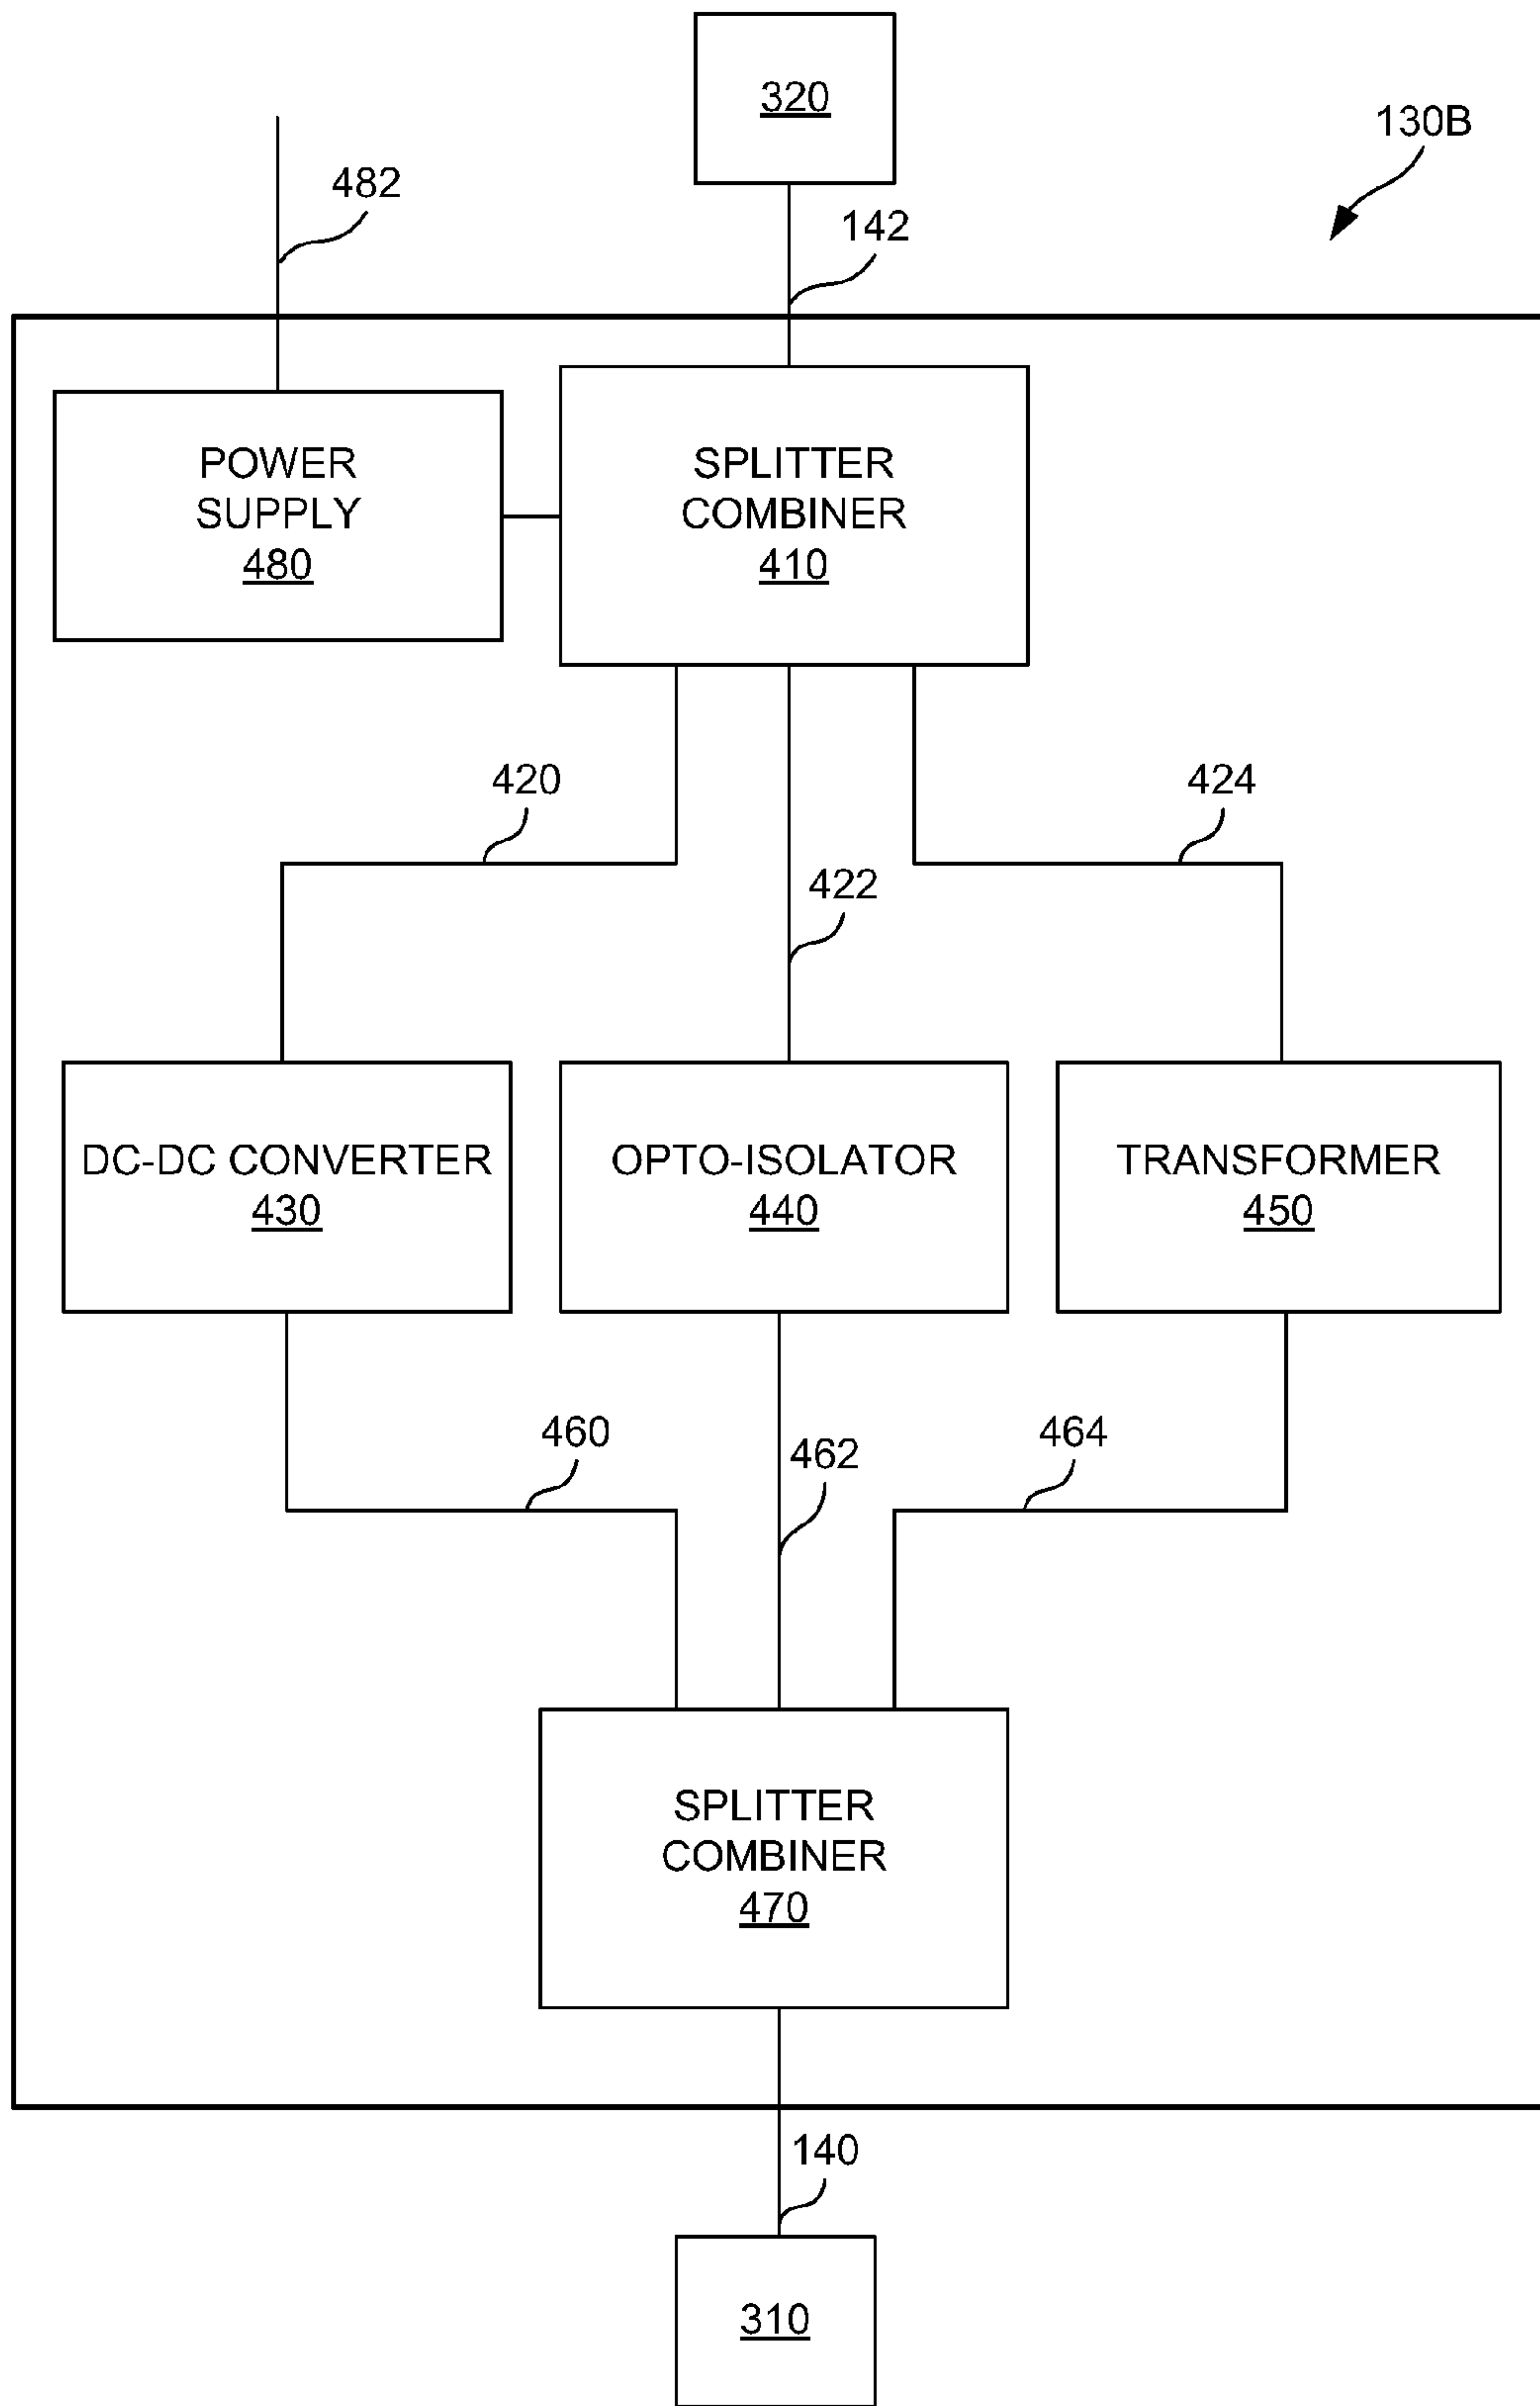 320
130B
482
142
POWER
SUPPLY
480
SPLITTER
COMBINER
410
420
424
422
DC-DC CONVERTER
430
OPTO-ISOLATOR
440
TRANSFORMER
450
460
462
464
SPLITTER
COMBINER
470
140
310